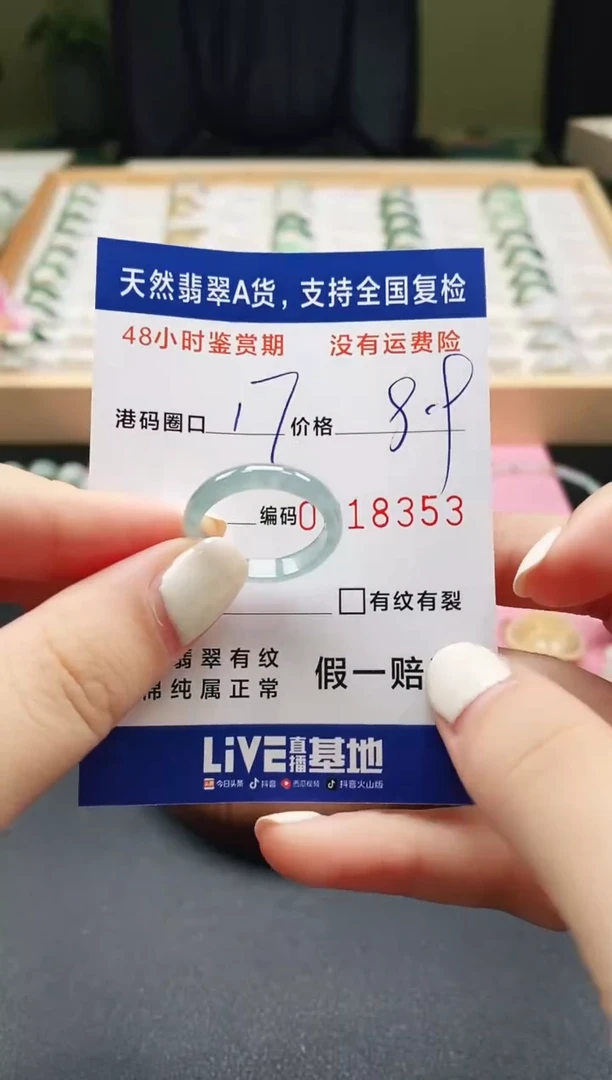 天然翡翠A货，支持全国复检
48小时鉴赏期 没有运费险
港码圈口 17 价格
编码0 18353
□有纹有裂
翡翠有纹
棉纯属正常
假一赔
LiVE直播基地
今日头条 抖音 西瓜视频 抖音火山版